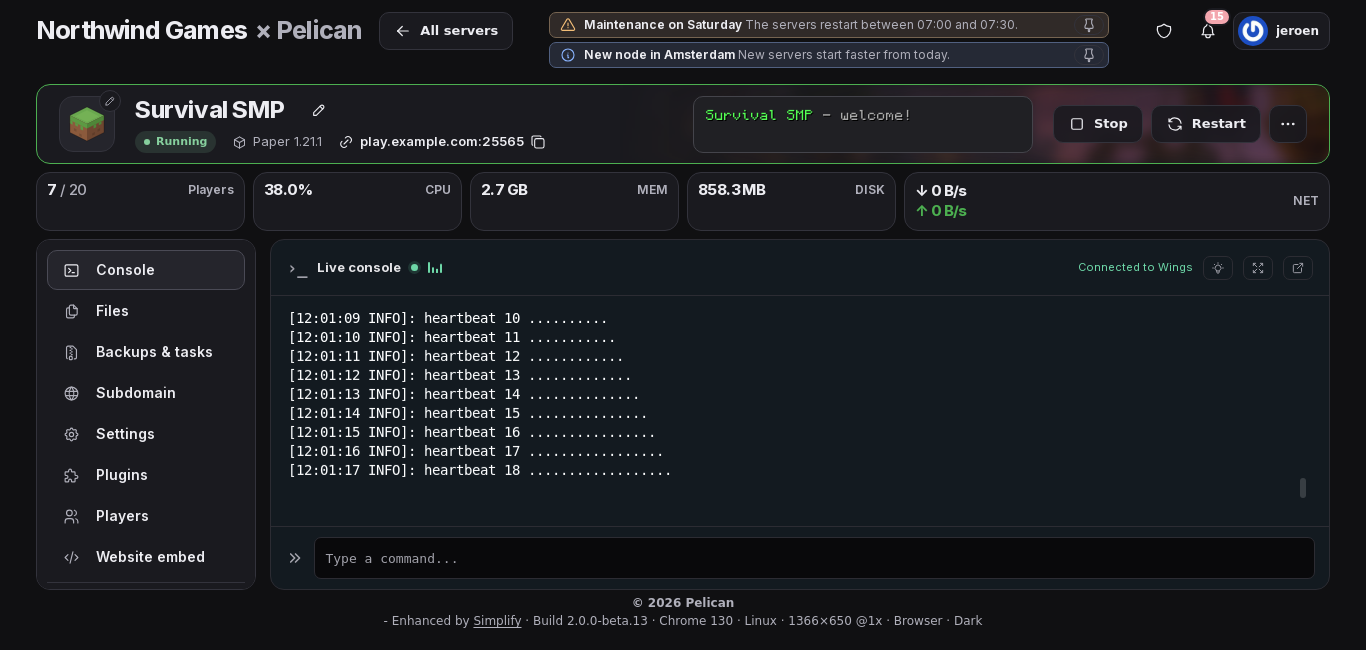 Northwind Games × Pelican
All servers
Maintenance on Saturday The servers restart between 07:00 and 07:30.
New node in Amsterdam New servers start faster from today.
15
jeroen
Survival SMP
Running
Paper 1.21.1
play.example.com:25565
Survival SMP - welcome!
Stop
Restart
7 / 20
Players
38.0%
CPU
2.7 GB
MEM
858.3 MB
DISK
↓ 0 B/s
↑ 0 B/s
NET
Console
Files
Backups & tasks
Subdomain
Settings
Plugins
Players
Website embed
Live console
Connected to Wings
[12:01:09 INFO]: heartbeat 10 ..........
[12:01:10 INFO]: heartbeat 11 ...........
[12:01:11 INFO]: heartbeat 12 ............
[12:01:12 INFO]: heartbeat 13 .............
[12:01:13 INFO]: heartbeat 14 ..............
[12:01:14 INFO]: heartbeat 15 ...............
[12:01:15 INFO]: heartbeat 16 ................
[12:01:16 INFO]: heartbeat 17 .................
[12:01:17 INFO]: heartbeat 18 ..................
Type a command...
© 2026 Pelican
- Enhanced by Simplify · Build 2.0.0-beta.13 · Chrome 130 · Linux · 1366×650 @1x · Browser · Dark